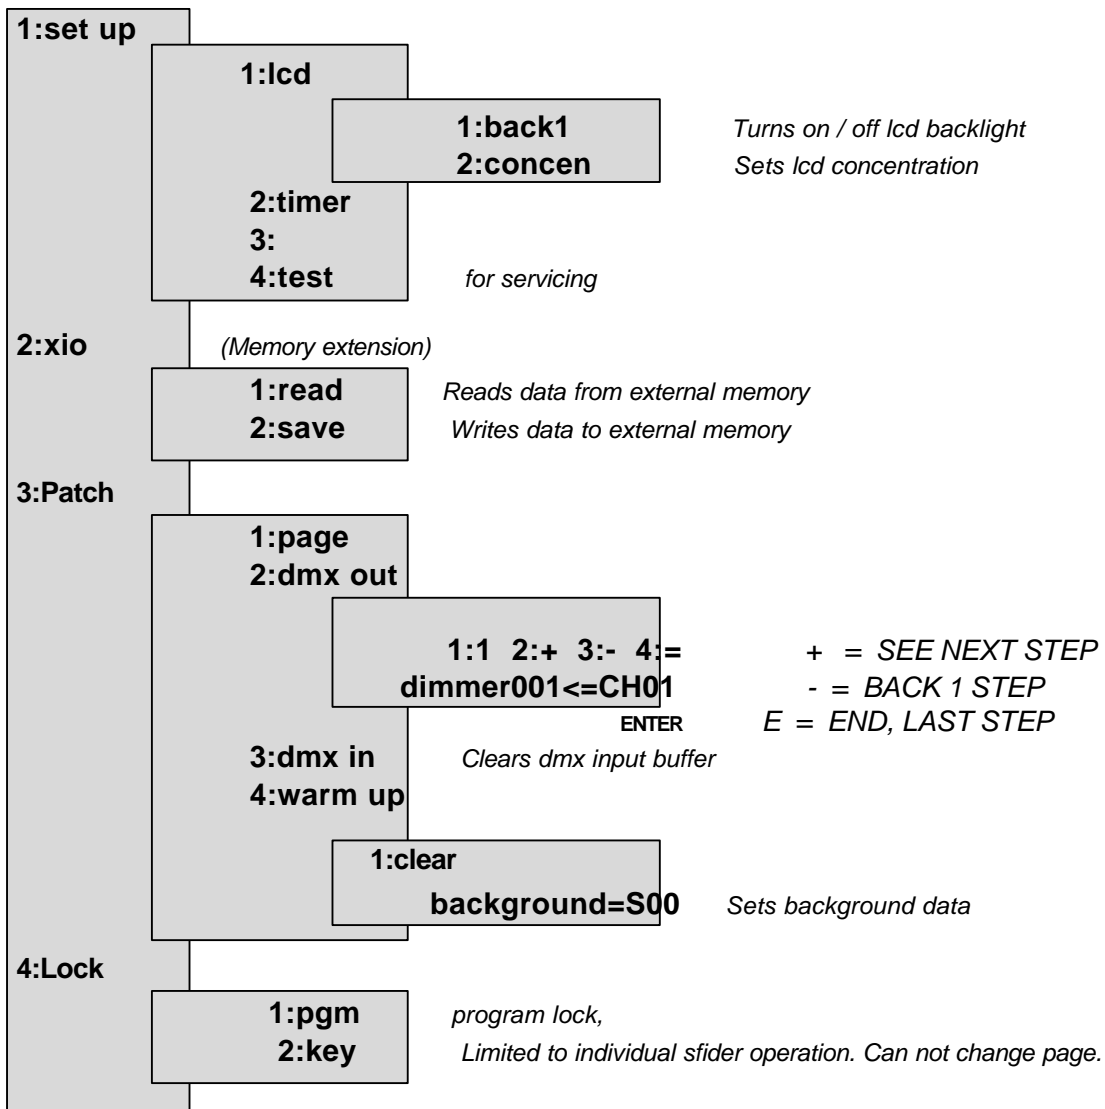 1:set up
1:lcd
1:back1 Turns on / off lcd backlight
2:concen Sets lcd concentration
2:timer
3:
4:test for servicing
2:xio (Memory extension)
1:read Reads data from external memory
2:save Writes data to external memory
3:Patch
1:page
2:dmx out
1:1 2:+ 3:- 4:= + = SEE NEXT STEP
dimmer001<=CH01 - = BACK 1 STEP
ENTER E = END, LAST STEP
3:dmx in Clears dmx input buffer
4:warm up
1:clear
background=S00 Sets background data
4:Lock
1:pgm program lock,
2:key Limited to individual sfider operation. Can not change page.